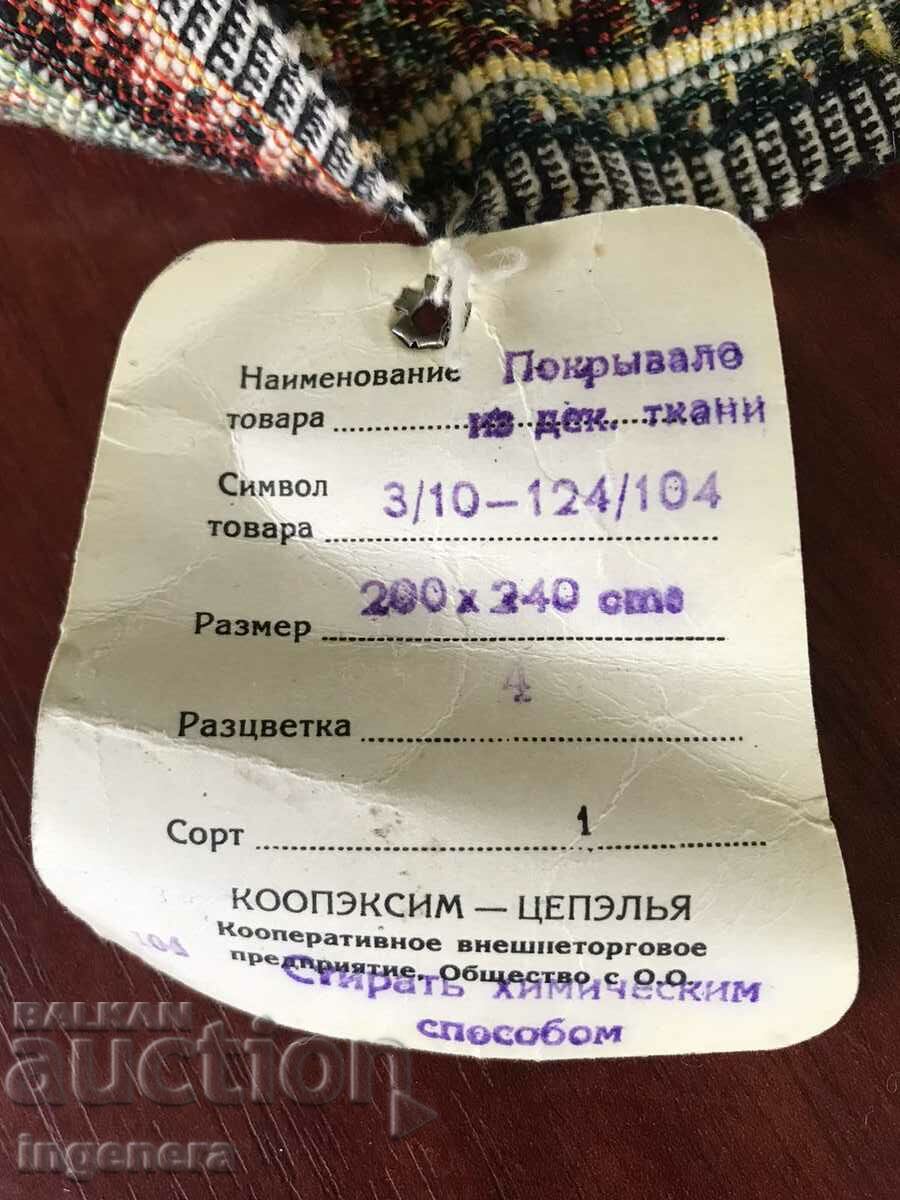 Наименование Покрывало
товара из дек. ткани
Символ 3/10-124/104
товара
Размер 200 x 240 cms
4
Разцветка
Сорт 1
КООПЭКСИМ — ЦЕПЭЛЬЯ
Кооперативное внешнеторговое
предприятие. Общество с О.О.
104
Стирать химическим
способом
BALKAN
auction
ingenera